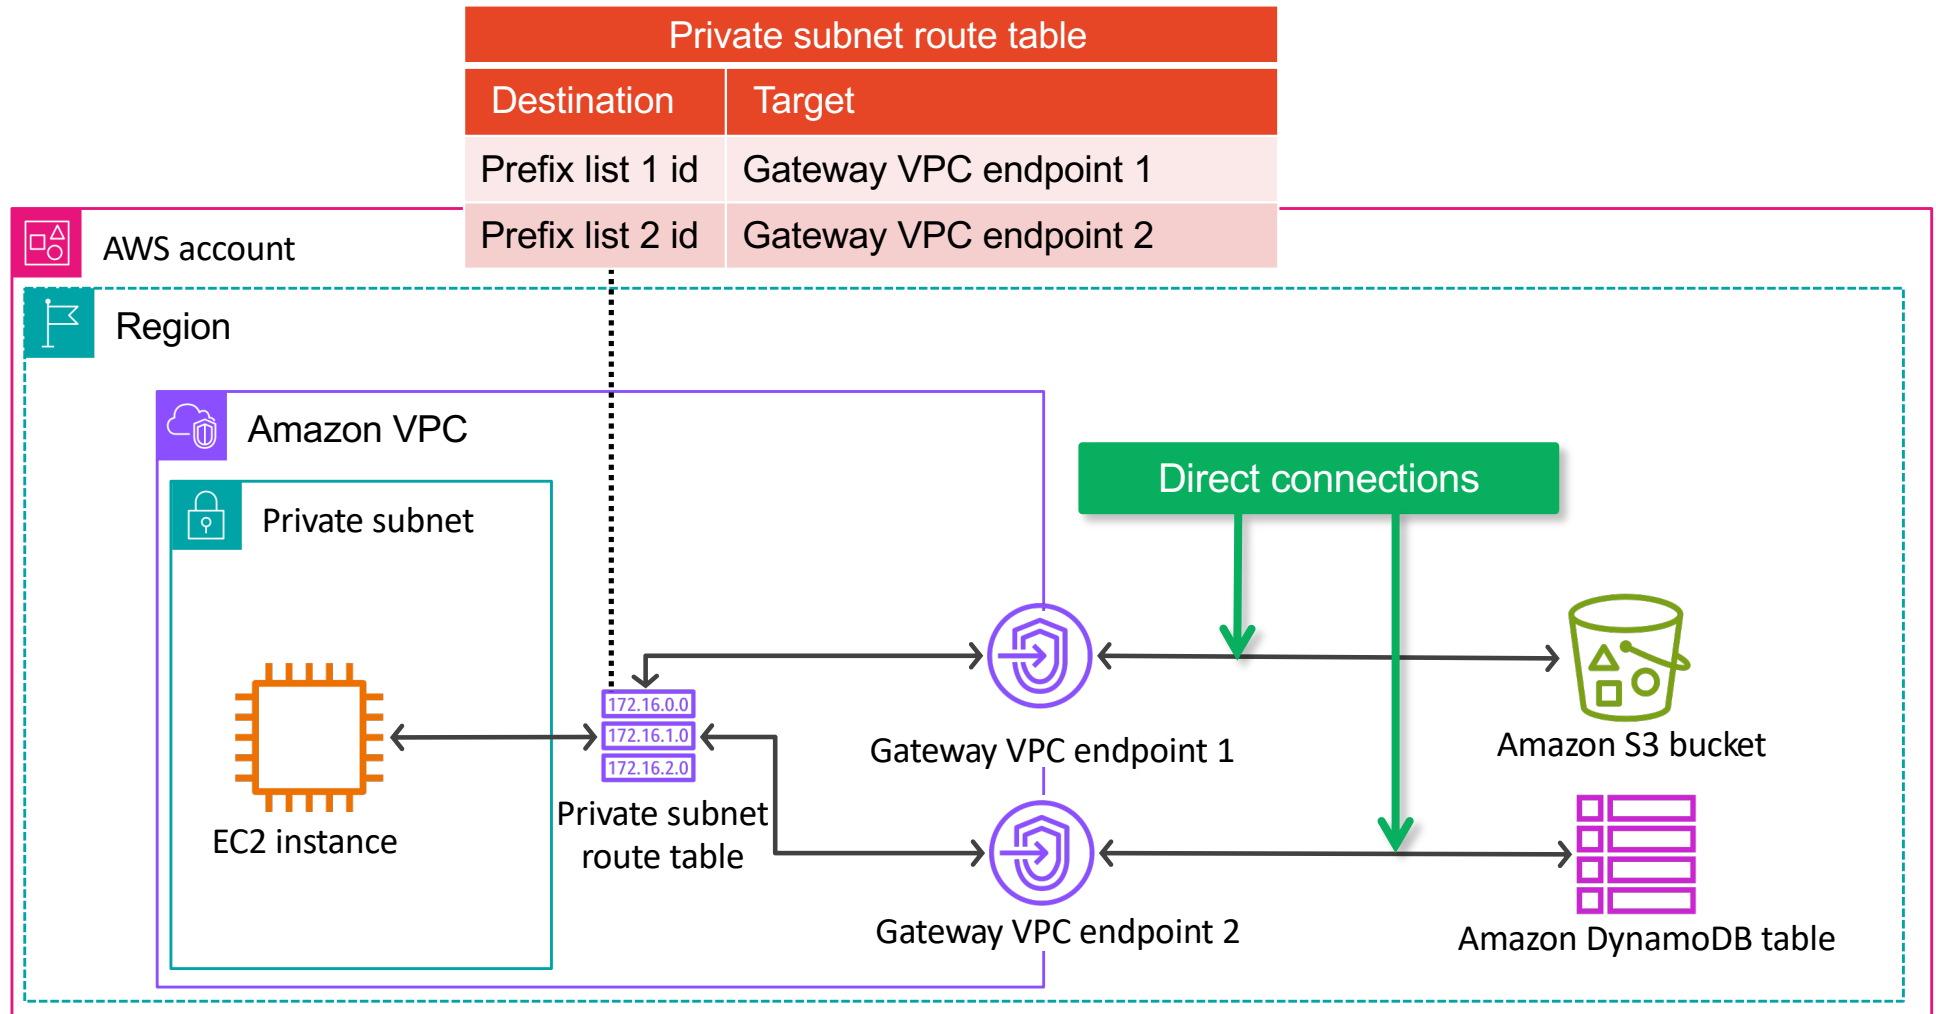 Private subnet route table
Destination Target
Prefix list 1 id Gateway VPC endpoint 1
Prefix list 2 id Gateway VPC endpoint 2
AWS account
Region
Amazon VPC
Private subnet
Direct connections
172.16.0.0
172.16.1.0
172.16.2.0
EC2 instance
Private subnet
route table
Gateway VPC endpoint 1
Amazon S3 bucket
Gateway VPC endpoint 2
Amazon DynamoDB table